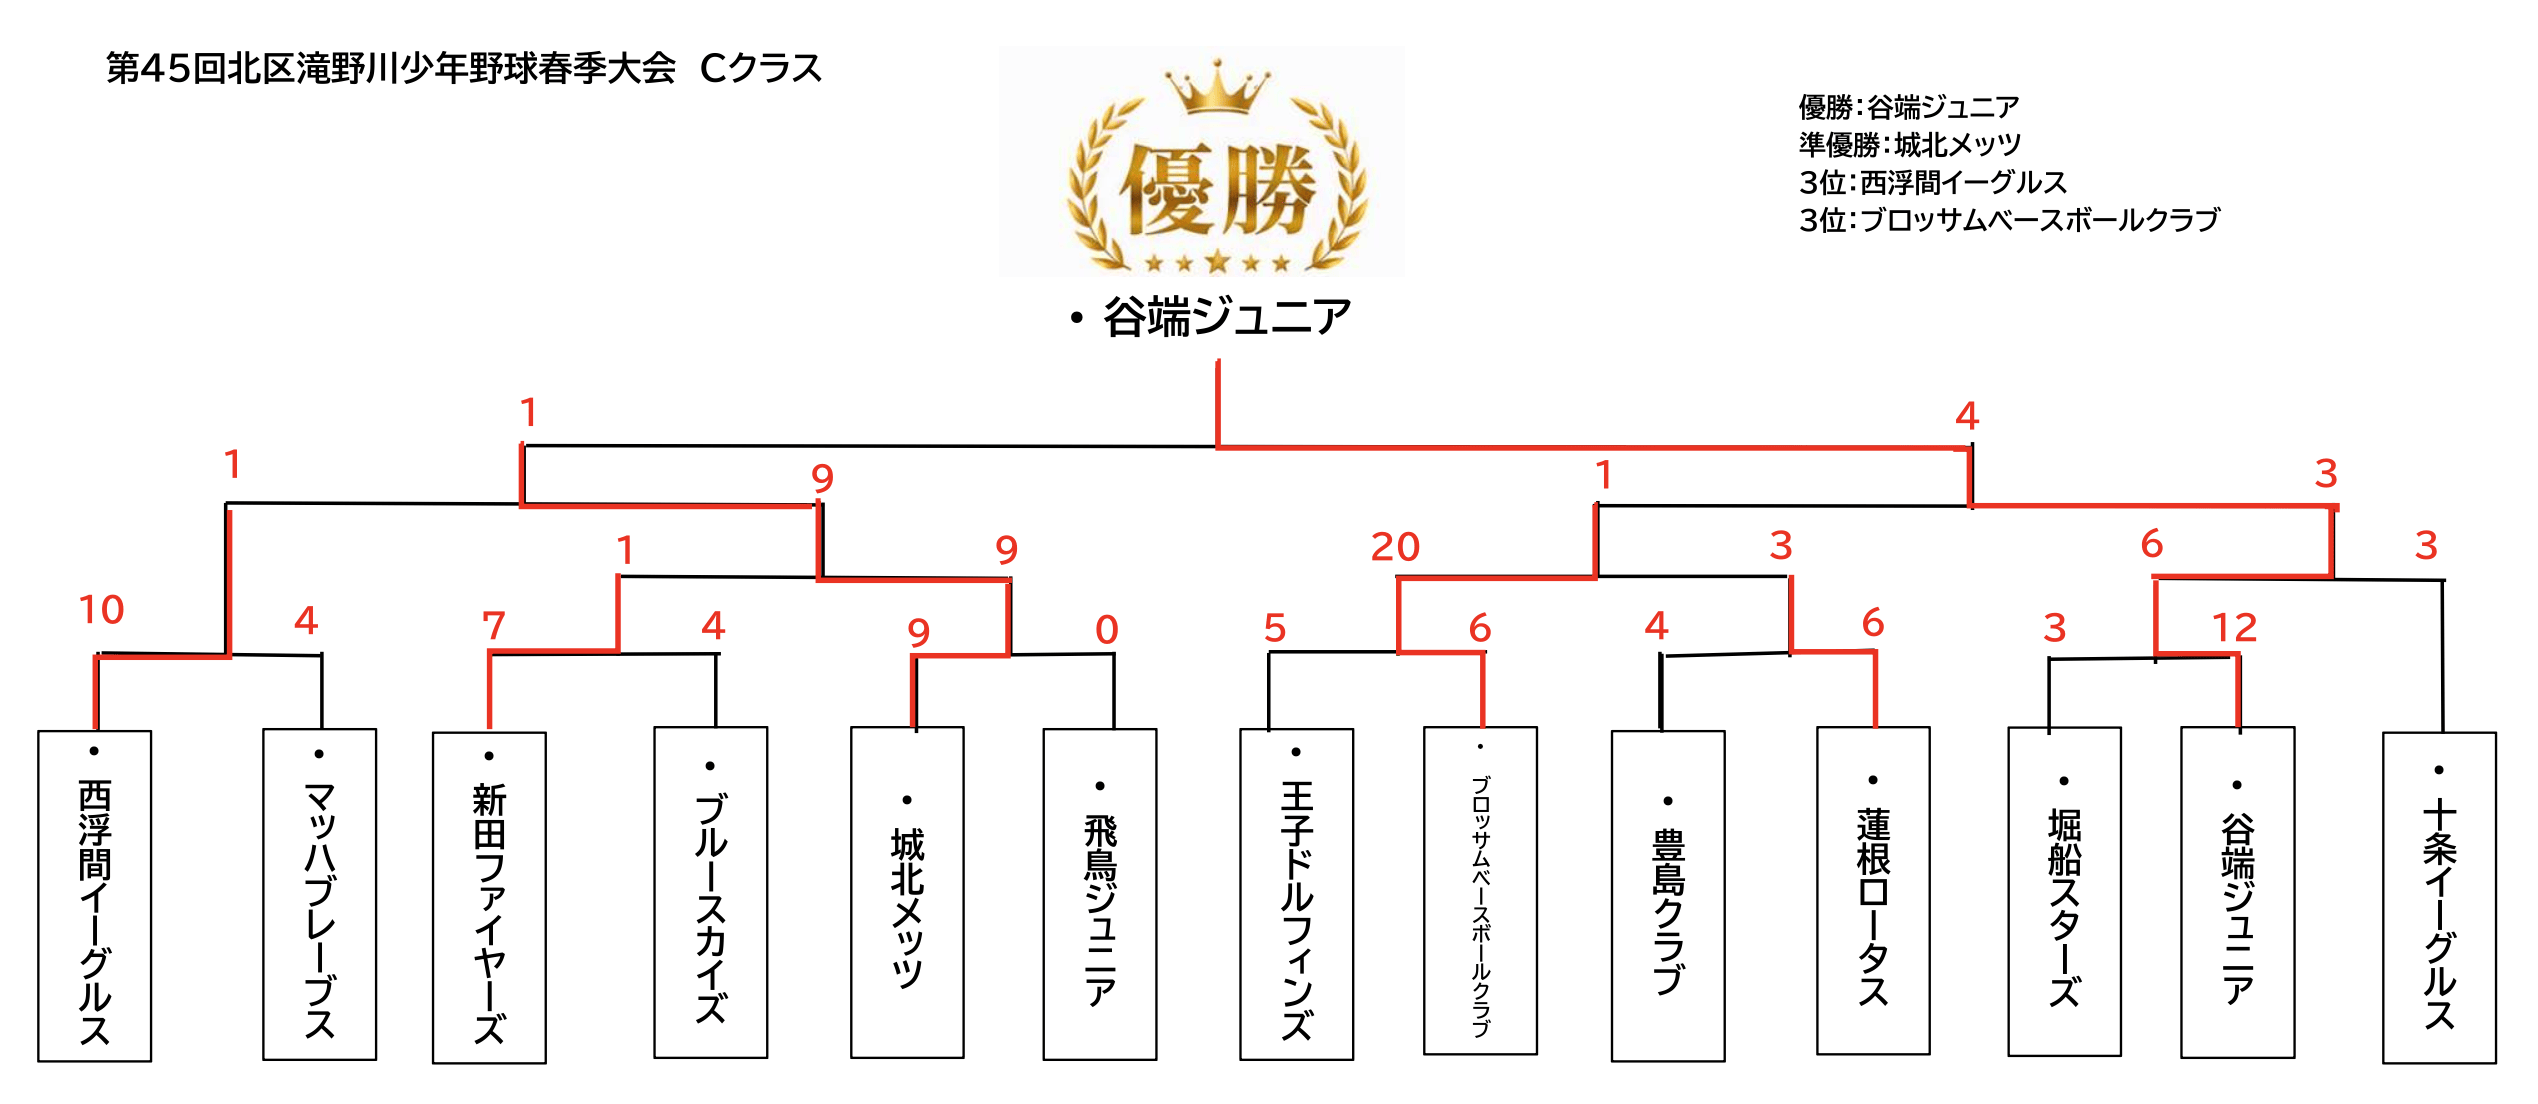 第45回北区滝野川少年野球春季大会　Cクラス
優勝
優勝：谷端ジュニア
準優勝：城北メッツ
3位：西浮間イーグルス
3位：ブロッサムベースボールクラブ
・谷端ジュニア
1
4
1
9
1
3
1
9
20
3
6
3
10
4
7
4
9
0
5
6
4
6
3
12
・西浮間イーグルス
・マッハブレーブス
・新田ファイヤーズ
・ブルースカイズ
・城北メッツ
・飛鳥ジュニア
・王子ドルフィンズ
・ブロッサムベースボールクラブ
・豊島クラブ
・蓮根ロータス
・堀船スターズ
・谷端ジュニア
・十条イーグルス